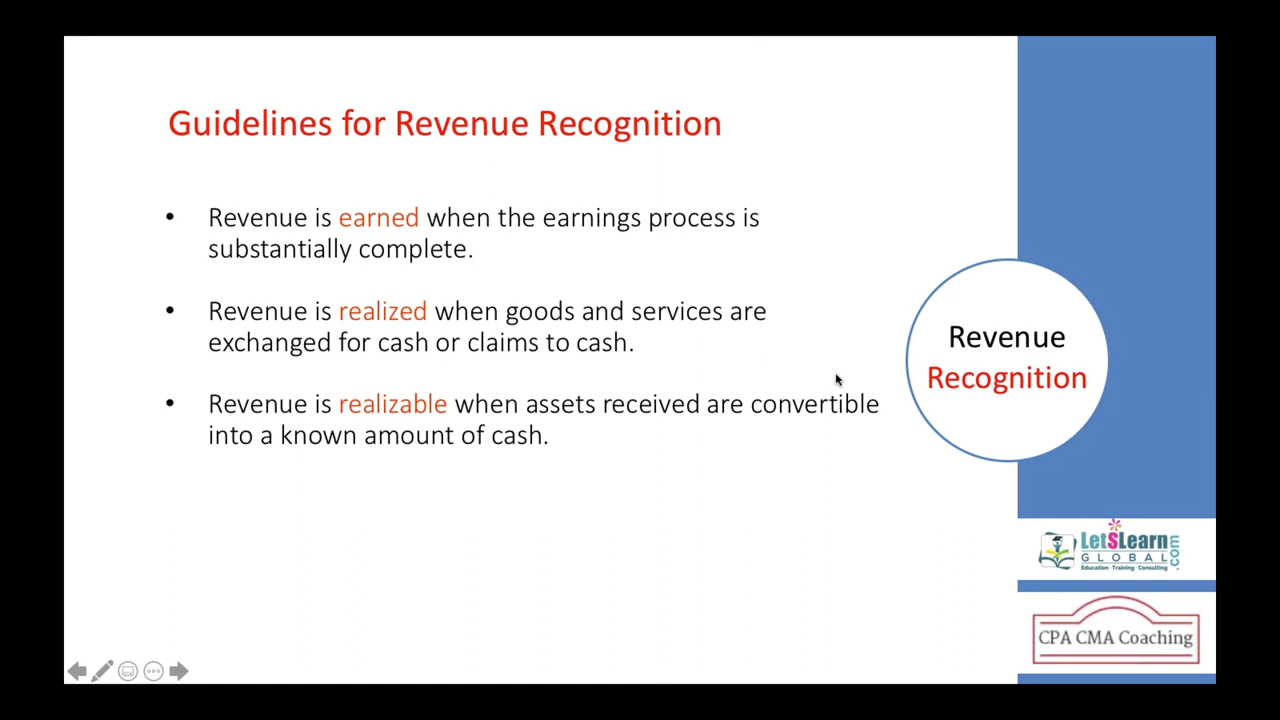 Guidelines for Revenue Recognition
• Revenue is earned when the earnings process is
substantially complete.
• Revenue is realized when goods and services are
exchanged for cash or claims to cash.
• Revenue is realizable when assets received are convertible
into a known amount of cash.
Revenue
Recognition
LetSLearn
GLOBAL
.com
Education · Training · Consulting
CPA CMA Coaching